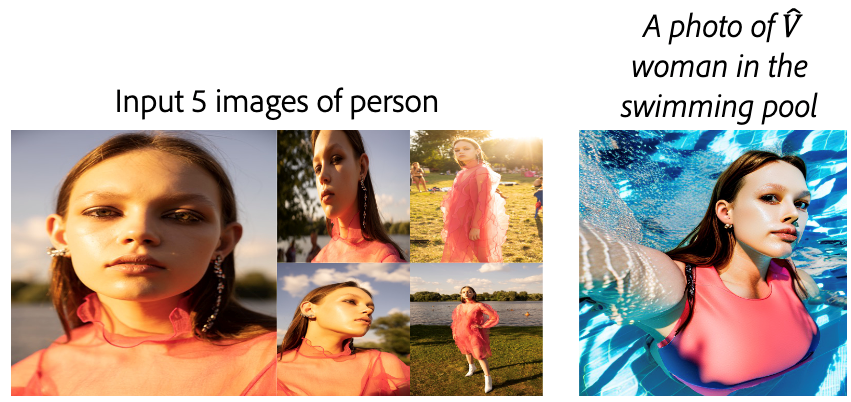 Input 5 images of person
A photo of V̂
woman in the
swimming pool